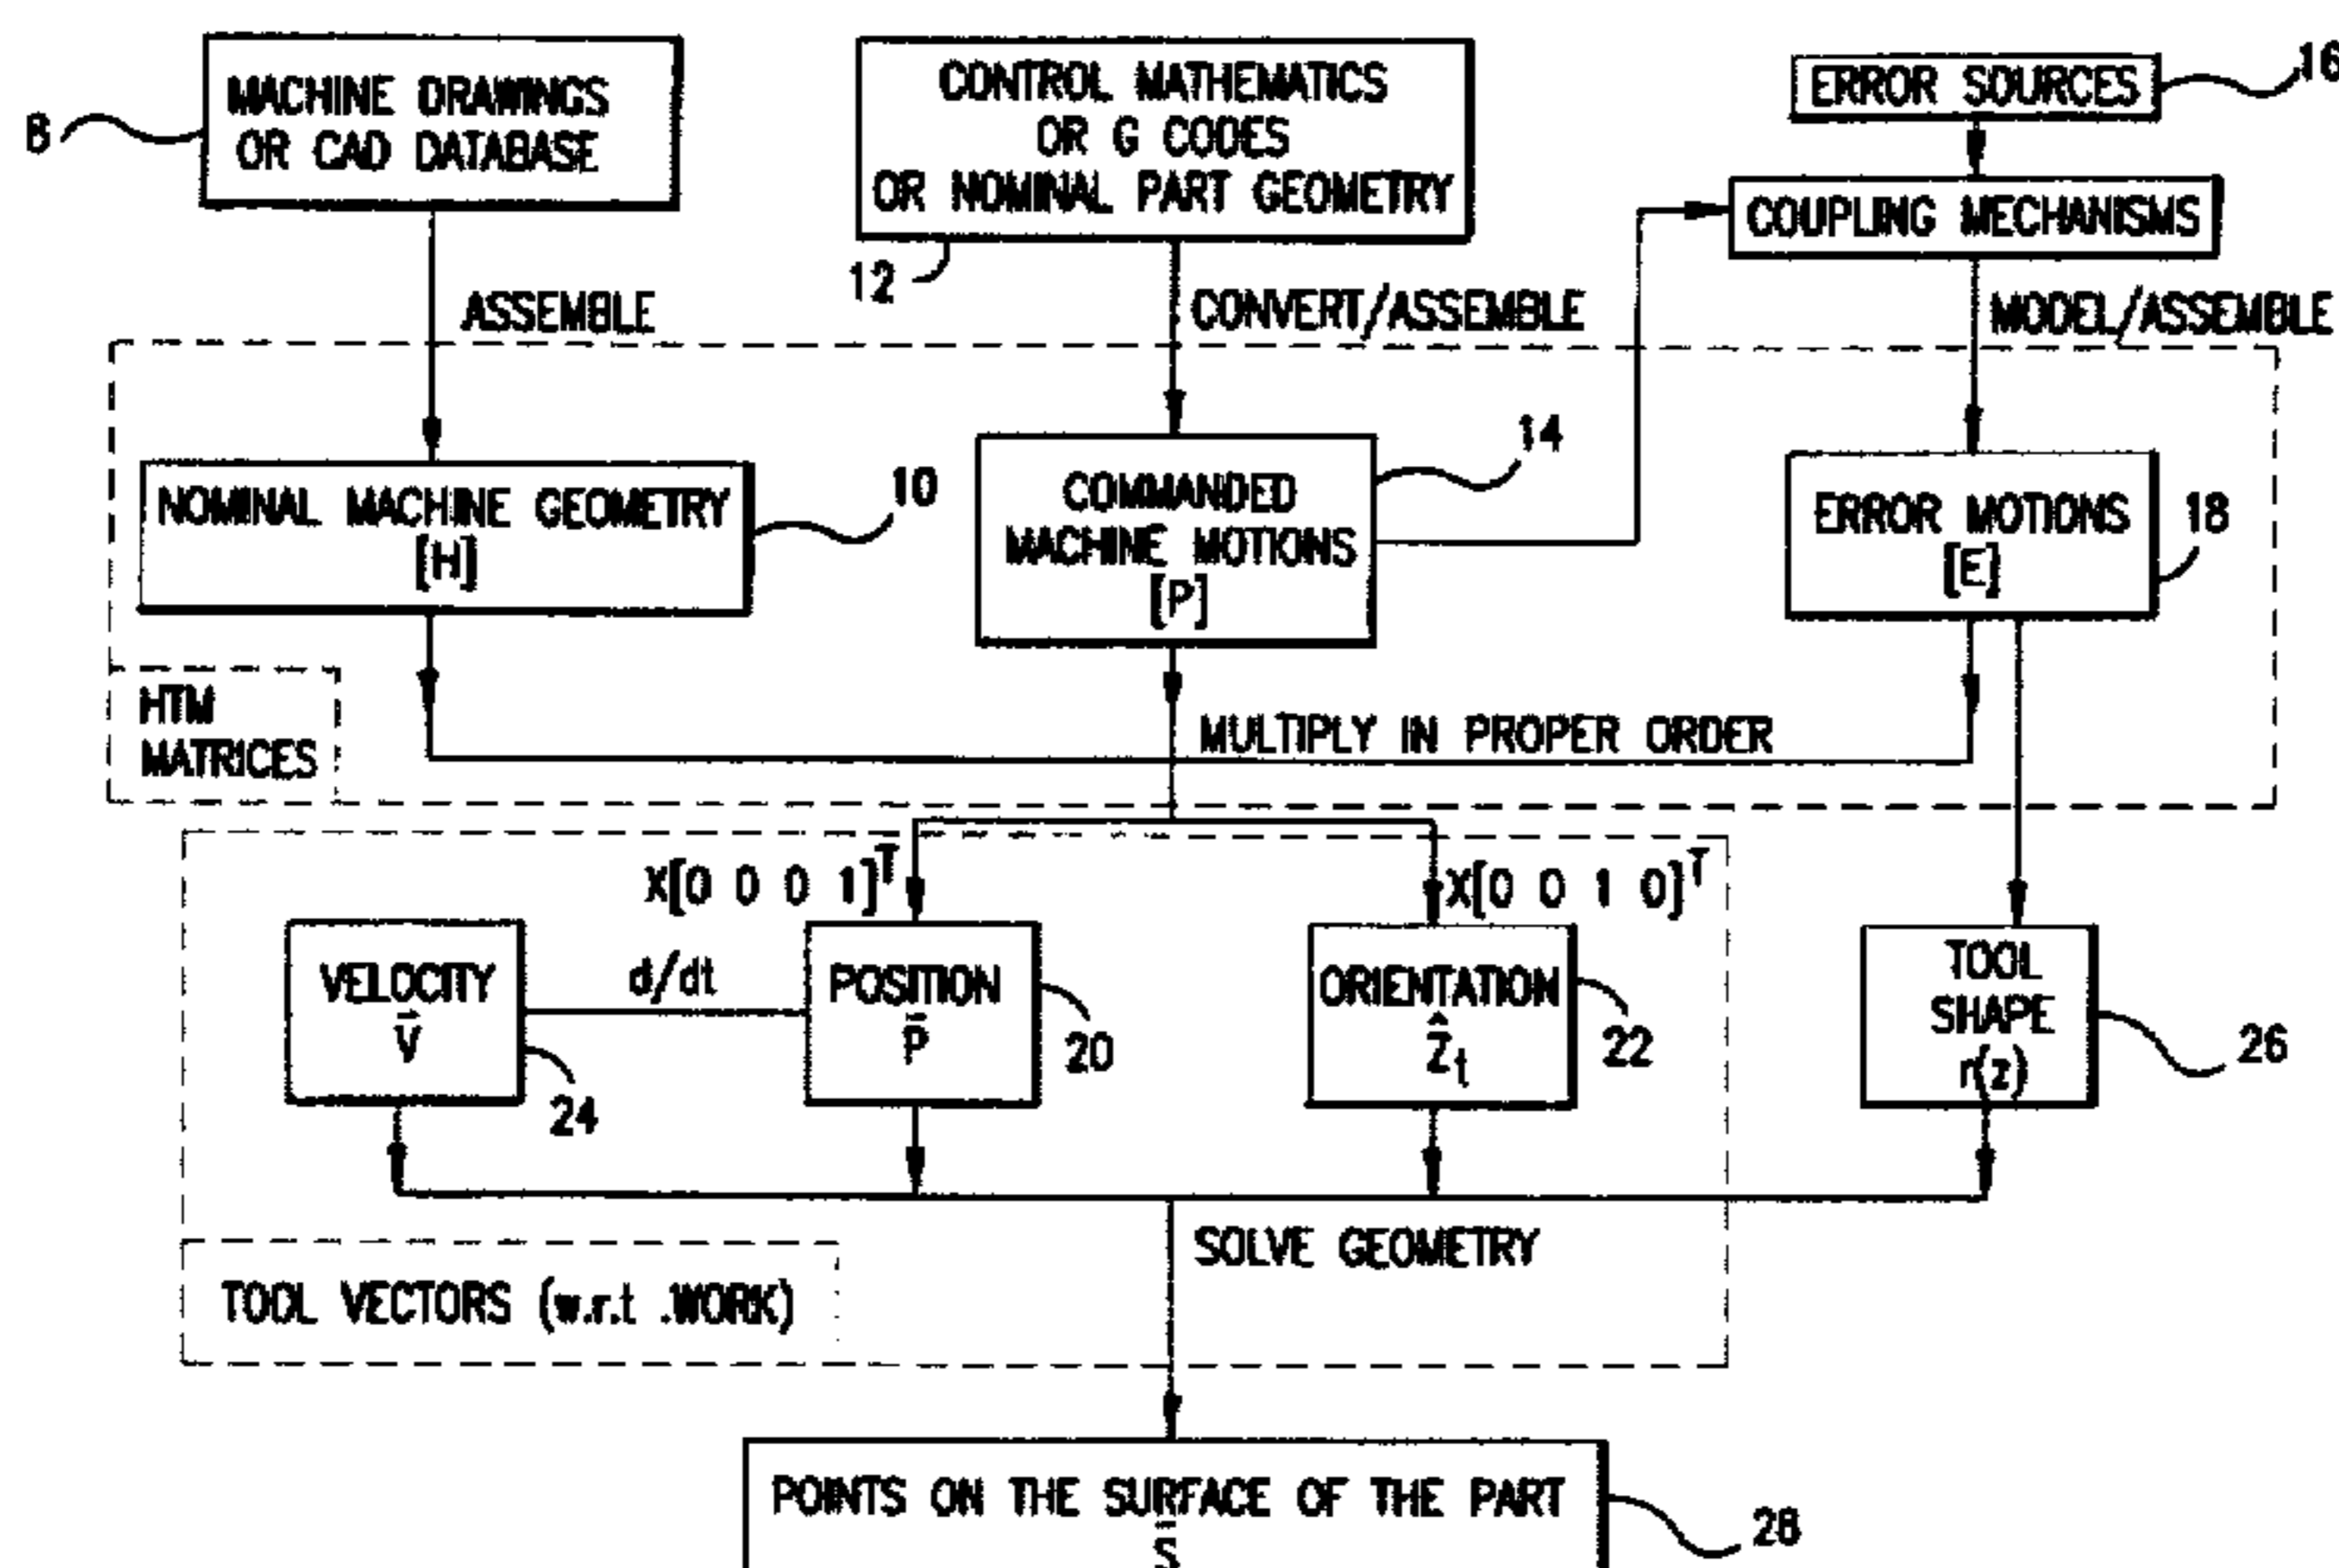 MACHINE DRAWINGS
OR CAD DATABASE
8
CONTROL MATHEMATICS
OR G CODES
OR NOMINAL PART GEOMETRY
12
ERROR SOURCES
16
COUPLING MECHANISMS
ASSEMBLE
CONVERT/ASSEMBLE
MODEL/ASSEMBLE
NOMINAL MACHINE GEOMETRY
[H]
10
COMMANDED
MACHINE MOTIONS
[P]
14
ERROR MOTIONS
[E]
18
HTM
MATRICES
MULTIPLY IN PROPER ORDER
X[0 0 0 1]ᵀ
X[0 0 1 0]ᵀ
VELOCITY
V⃗
24
d/dt
POSITION
P̄
20
ORIENTATION
Ẑt
22
TOOL
SHAPE
r(z)
26
SOLVE GEOMETRY
TOOL VECTORS (w.r.t .WORK)
POINTS ON THE SURFACE OF THE PART
S̄
28